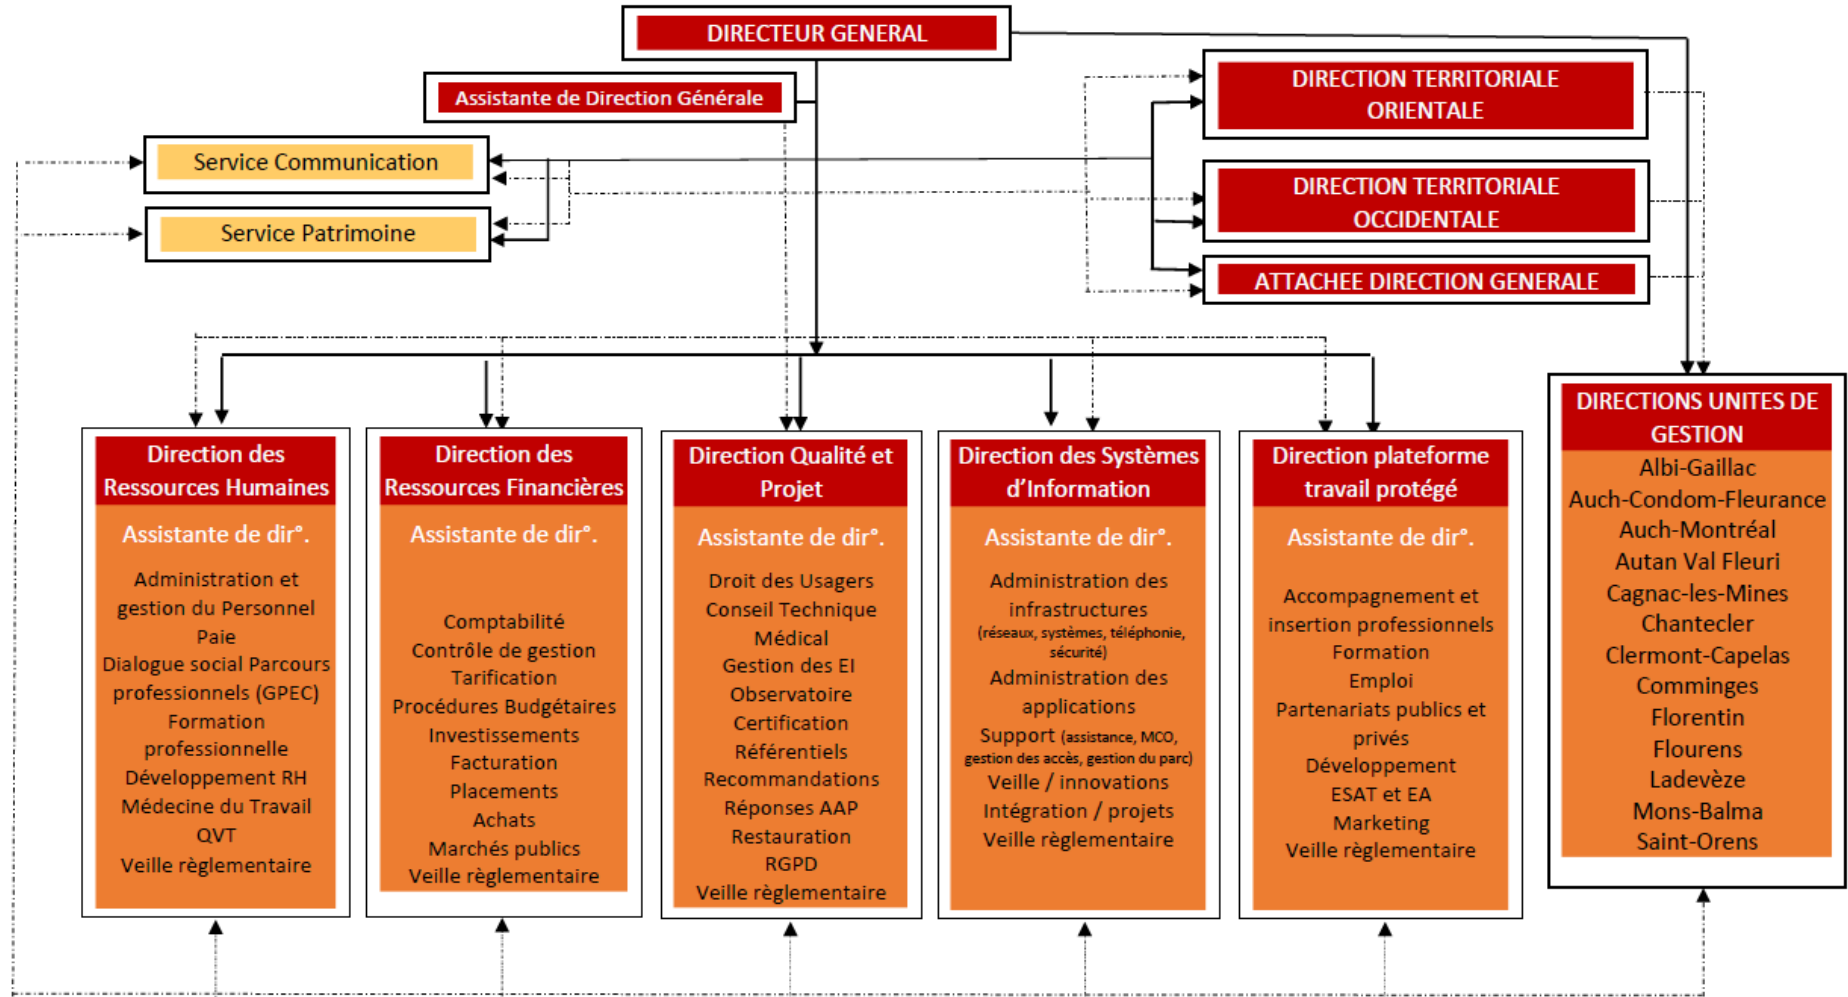 DIRECTEUR GENERAL
Assistante de Direction Générale
DIRECTION TERRITORIALE
ORIENTALE
Service Communication
DIRECTION TERRITORIALE
OCCIDENTALE
Service Patrimoine
ATTACHEE DIRECTION GENERALE
Direction des
Ressources Humaines
Assistante de dir°.
Administration et
gestion du Personnel
Paie
Dialogue social Parcours
professionnels (GPEC)
Formation
professionnelle
Développement RH
Médecine du Travail
QVT
Veille règlementaire
Direction des
Ressources Financières
Assistante de dir°.
Comptabilité
Contrôle de gestion
Tarification
Procédures Budgétaires
Investissements
Facturation
Placements
Achats
Marchés publics
Veille règlementaire
Direction Qualité et
Projet
Assistante de dir°.
Droit des Usagers
Conseil Technique
Médical
Gestion des EI
Observatoire
Certification
Référentiels
Recommandations
Réponses AAP
Restauration
RGPD
Veille règlementaire
Direction des Systèmes
d’Information
Assistante de dir°.
Administration des
infrastructures
(réseaux, systèmes, téléphonie,
sécurité)
Administration des
applications
Support (assistance, MCO,
gestion des accès, gestion du parc)
Veille / innovations
Intégration / projets
Veille règlementaire
Direction plateforme
travail protégé
Assistante de dir°.
Accompagnement et
insertion professionnels
Formation
Emploi
Partenariats publics et
privés
Développement
ESAT et EA
Marketing
Veille règlementaire
DIRECTIONS UNITES DE
GESTION
Albi-Gaillac
Auch-Condom-Fleurance
Auch-Montréal
Autan Val Fleuri
Cagnac-les-Mines
Chantecler
Clermont-Capelas
Comminges
Florentin
Flourens
Ladevèze
Mons-Balma
Saint-Orens